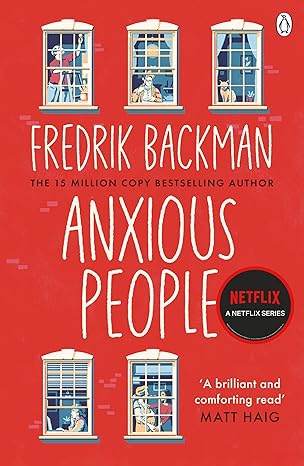 FREDRIK BACKMAN
THE 15 MILLION COPY BESTSELLING AUTHOR
ANXIOUS
PEOPLE
NETFLIX
A NETFLIX SERIES
‘A brilliant and
comforting read’
MATT HAIG